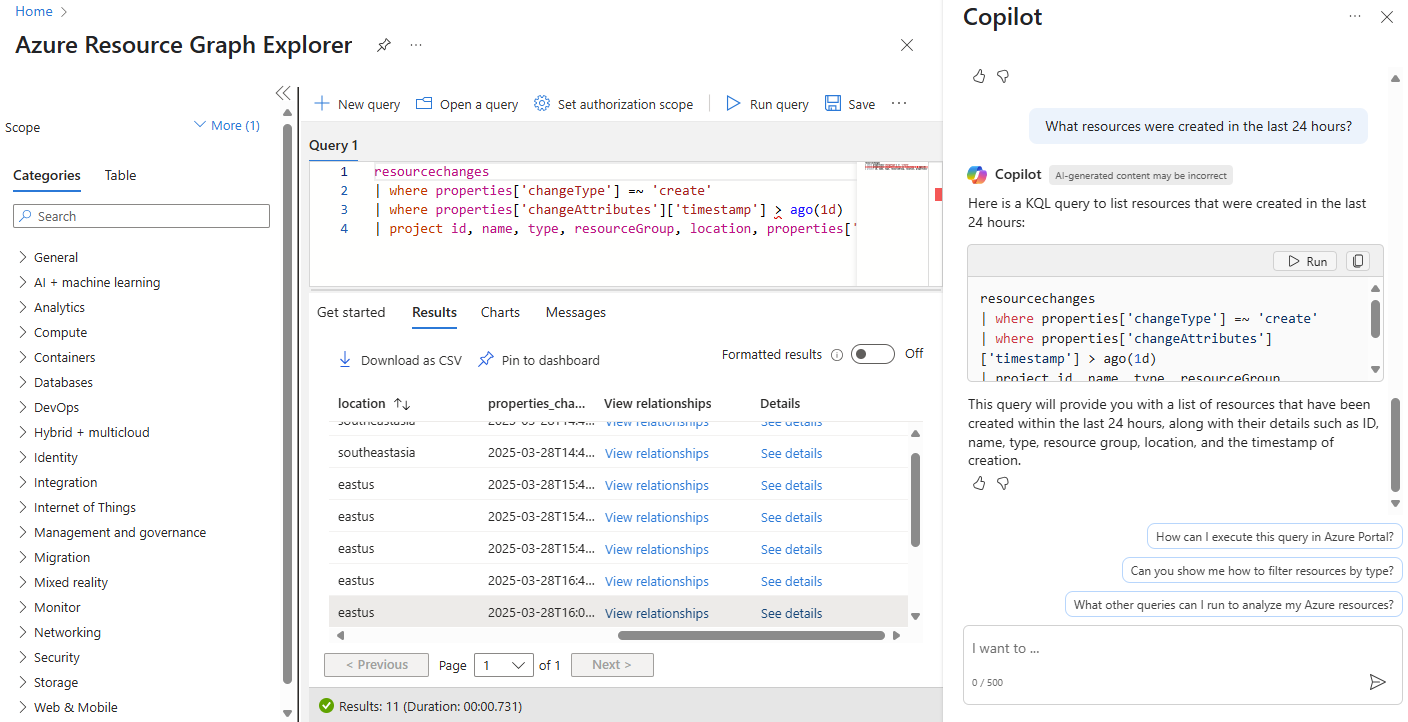 Home
Azure Resource Graph Explorer
Scope
More (1)
Categories
Table
Search
General
AI + machine learning
Analytics
Compute
Containers
Databases
DevOps
Hybrid + multicloud
Identity
Integration
Internet of Things
Management and governance
Migration
Mixed reality
Monitor
Networking
Security
Storage
Web & Mobile
New query
Open a query
Set authorization scope
Run query
Save
Query 1
1 resourcechanges
2 | where properties['changeType'] =~ 'create'
3 | where properties['changeAttributes']['timestamp'] > ago(1d)
4 | project id, name, type, resourceGroup, location, properties['
Get started
Results
Charts
Messages
Download as CSV
Pin to dashboard
Formatted results
Off
location properties_cha... View relationships Details
southeastasia 2025-03-28T14:4... View relationships See details
southeastasia 2025-03-28T14:4... View relationships See details
eastus 2025-03-28T15:4... View relationships See details
eastus 2025-03-28T15:4... View relationships See details
eastus 2025-03-28T15:4... View relationships See details
eastus 2025-03-28T16:4... View relationships See details
eastus 2025-03-28T16:0... View relationships See details
< Previous
Page 1 of 1
Next >
Results: 11 (Duration: 00:00.731)
Copilot
What resources were created in the last 24 hours?
Copilot AI-generated content may be incorrect
Here is a KQL query to list resources that were created in the last
24 hours:
Run
resourcechanges
| where properties['changeType'] =~ 'create'
| where properties['changeAttributes']
['timestamp'] > ago(1d)
| project id, name, type, resourceGroup,
This query will provide you with a list of resources that have been
created within the last 24 hours, along with their details such as ID,
name, type, resource group, location, and the timestamp of
creation.
How can I execute this query in Azure Portal?
Can you show me how to filter resources by type?
What other queries can I run to analyze my Azure resources?
I want to ...
0 / 500